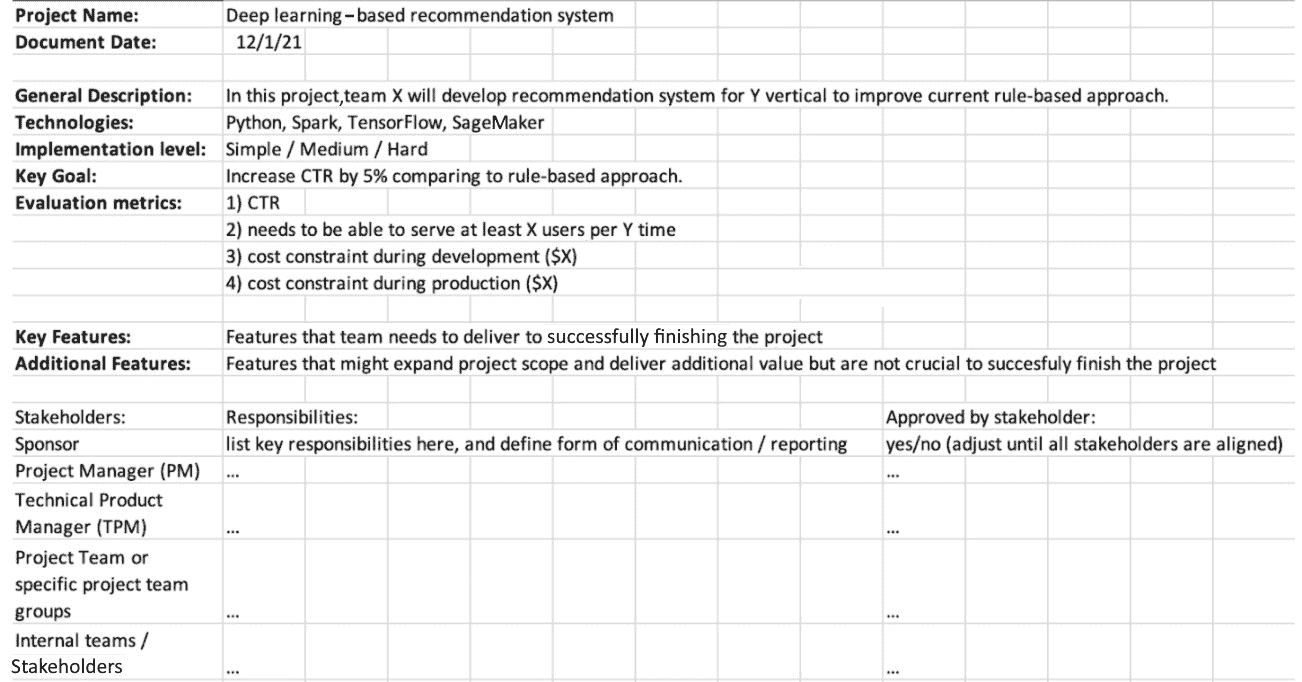 Project Name: Deep learning–based recommendation system
Document Date: 12/1/21
General Description: In this project,team X will develop recommendation system for Y vertical to improve current rule-based approach.
Technologies: Python, Spark, TensorFlow, SageMaker
Implementation level: Simple / Medium / Hard
Key Goal: Increase CTR by 5% comparing to rule-based approach.
Evaluation metrics: 1) CTR
2) needs to be able to serve at least X users per Y time
3) cost constraint during development ($X)
4) cost constraint during production ($X)
Key Features: Features that team needs to deliver to successfully finishing the project
Additional Features: Features that might expand project scope and deliver additional value but are not crucial to succesfuly finish the project
Stakeholders: Responsibilities: Approved by stakeholder:
Sponsor list key responsibilities here, and define form of communication / reporting yes/no (adjust until all stakeholders are aligned)
Project Manager (PM) ... ...
Technical Product
Manager (TPM) ... ...
Project Team or
specific project team
groups ... ...
Internal teams /
Stakeholders ... ...